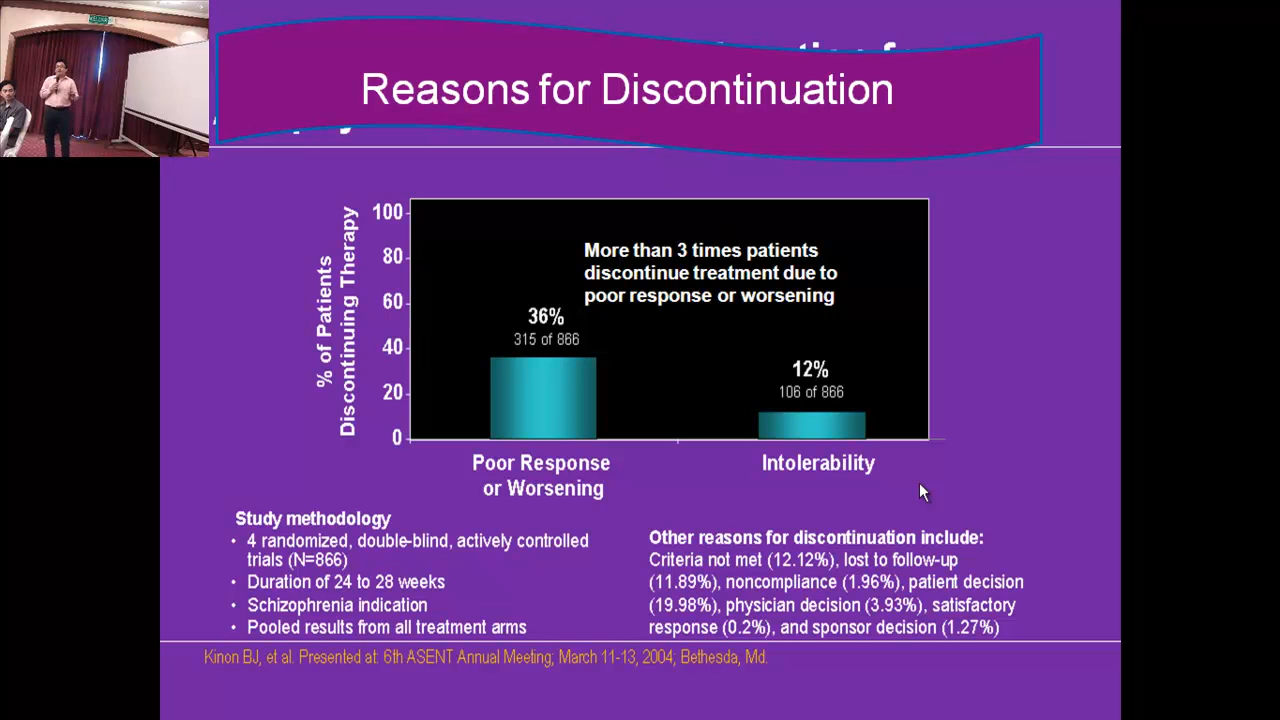 Reasons for Discontinuation
% of Patients
Discontinuing Therapy
100
80
60
40
20
0
More than 3 times patients
discontinue treatment due to
poor response or worsening
36%
315 of 866
12%
106 of 866
Poor Response
or Worsening
Intolerability
Study methodology
• 4 randomized, double-blind, actively controlled
trials (N=866)
• Duration of 24 to 28 weeks
• Schizophrenia indication
• Pooled results from all treatment arms
Other reasons for discontinuation include:
Criteria not met (12.12%), lost to follow-up
(11.89%), noncompliance (1.96%), patient decision
(19.98%), physician decision (3.93%), satisfactory
response (0.2%), and sponsor decision (1.27%)
Kinon BJ, et al. Presented at: 6th ASENT Annual Meeting; March 11-13, 2004; Bethesda, Md.